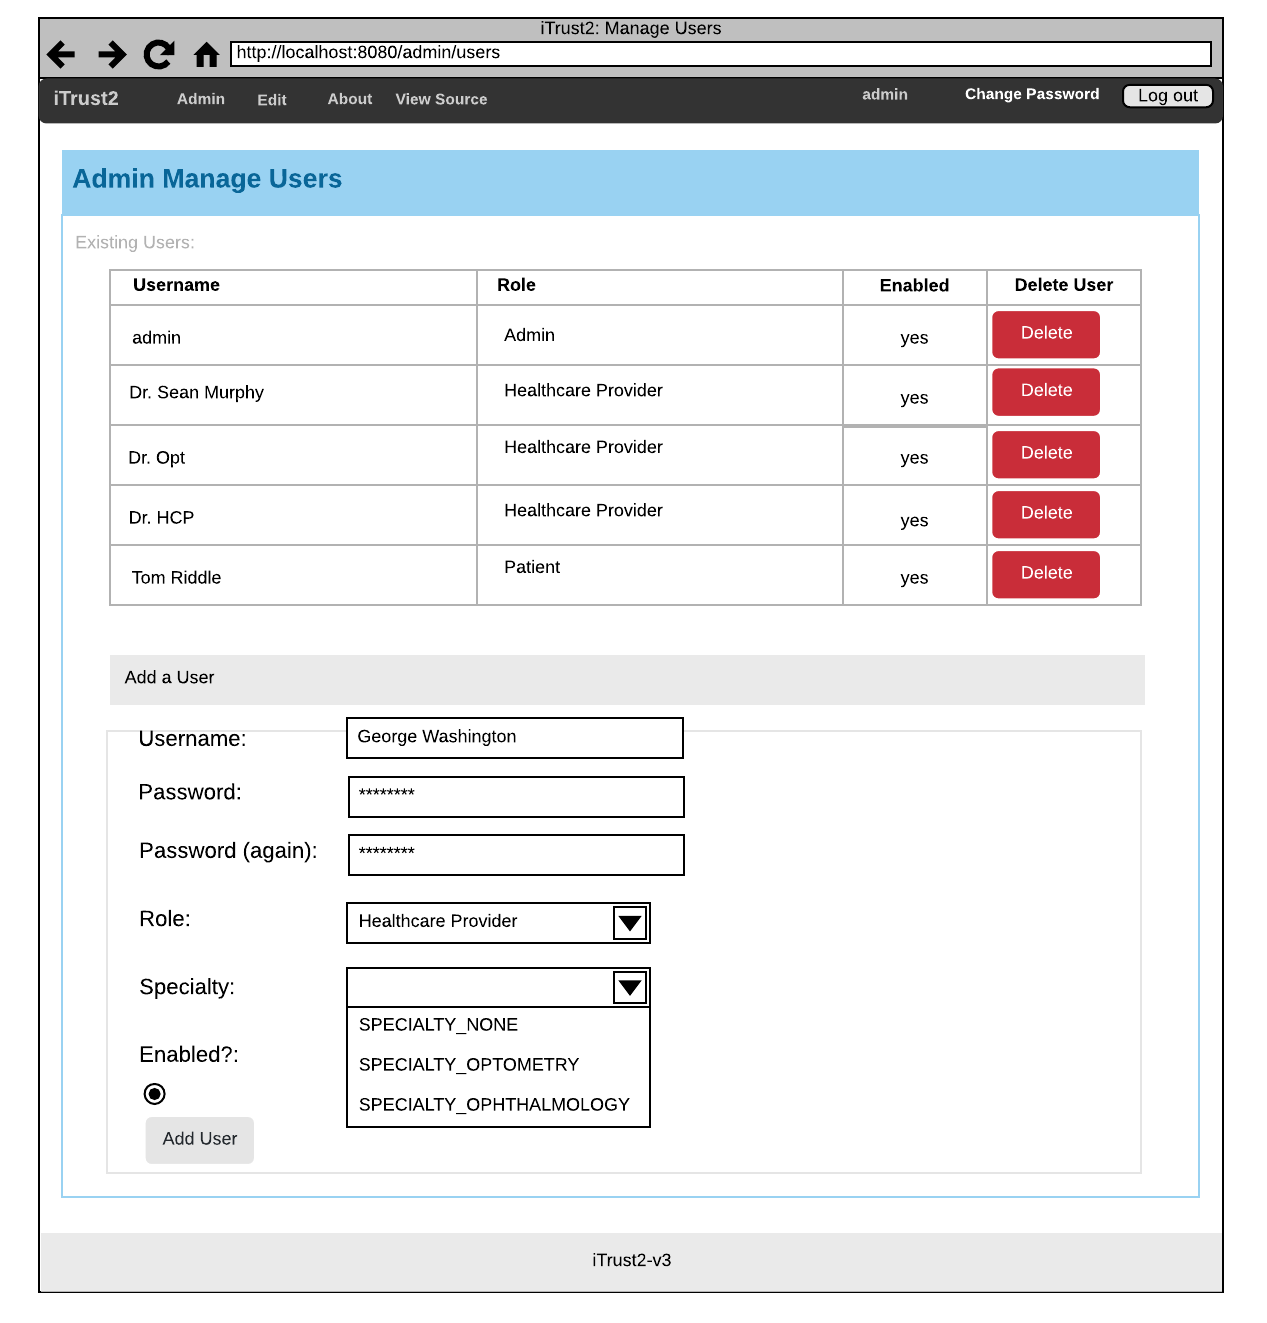 iTrust2: Manage Users
http://localhost:8080/admin/users
iTrust2 Admin Edit About View Source admin Change Password Log out
Admin Manage Users
Existing Users:
Username Role Enabled Delete User
admin Admin yes Delete
Dr. Sean Murphy Healthcare Provider yes Delete
Dr. Opt Healthcare Provider yes Delete
Dr. HCP Healthcare Provider yes Delete
Tom Riddle Patient yes Delete
Add a User
Username: George Washington
Password: ********
Password (again): ********
Role: Healthcare Provider
Specialty:
SPECIALTY_NONE
SPECIALTY_OPTOMETRY
SPECIALTY_OPHTHALMOLOGY
Enabled?:
Add User
iTrust2-v3